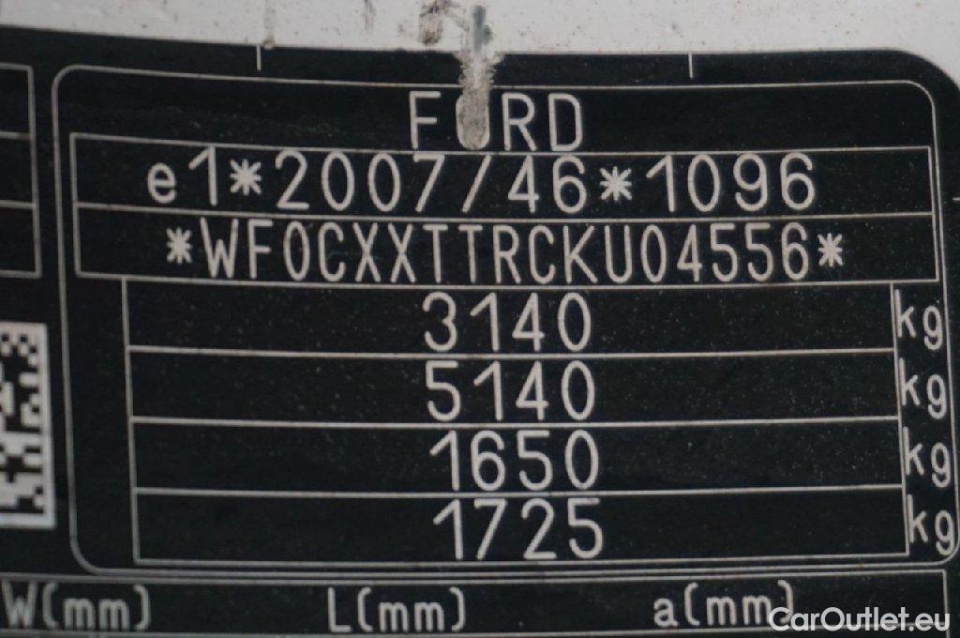 FORD
e1*2007/46*1096
*WF0CXXTTRCKU04556*
3140 kg
5140 kg
1650 kg
1725 kg
W(mm) L(mm) a(mm)
CarOutlet.eu